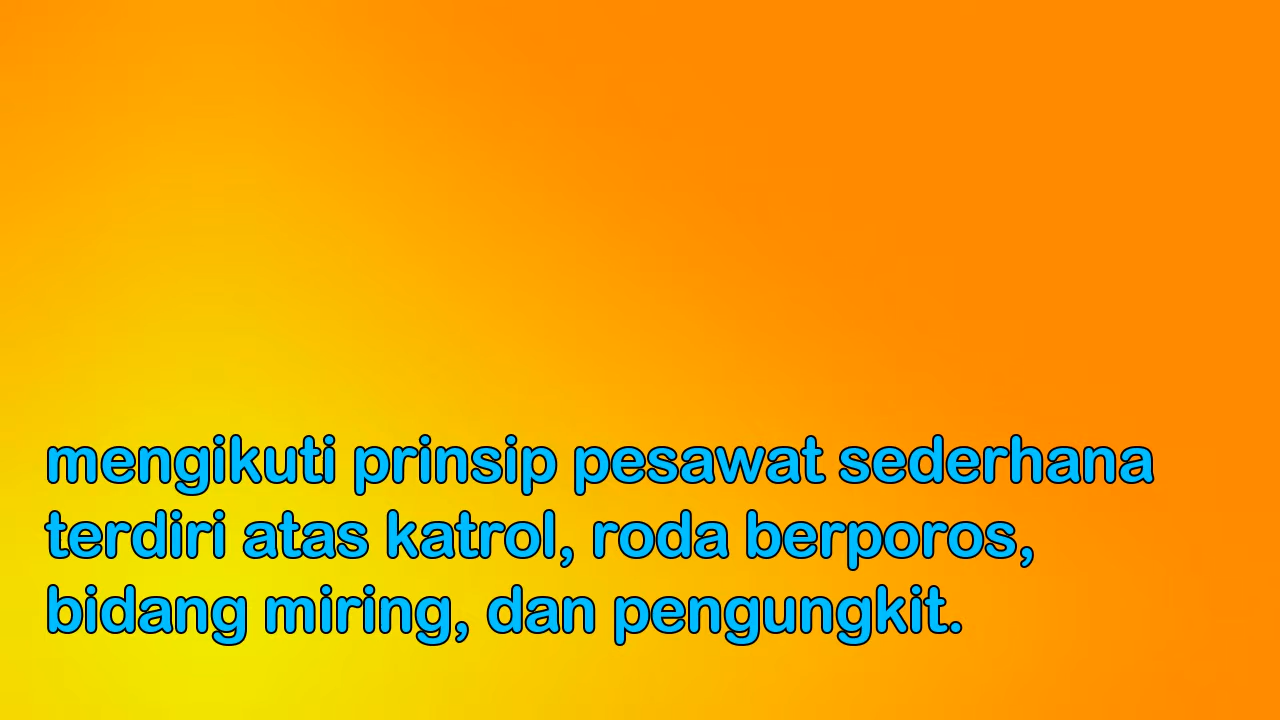 mengikuti prinsip pesawat sederhana
terdiri atas katrol, roda berporos,
bidang miring, dan pengungkit.